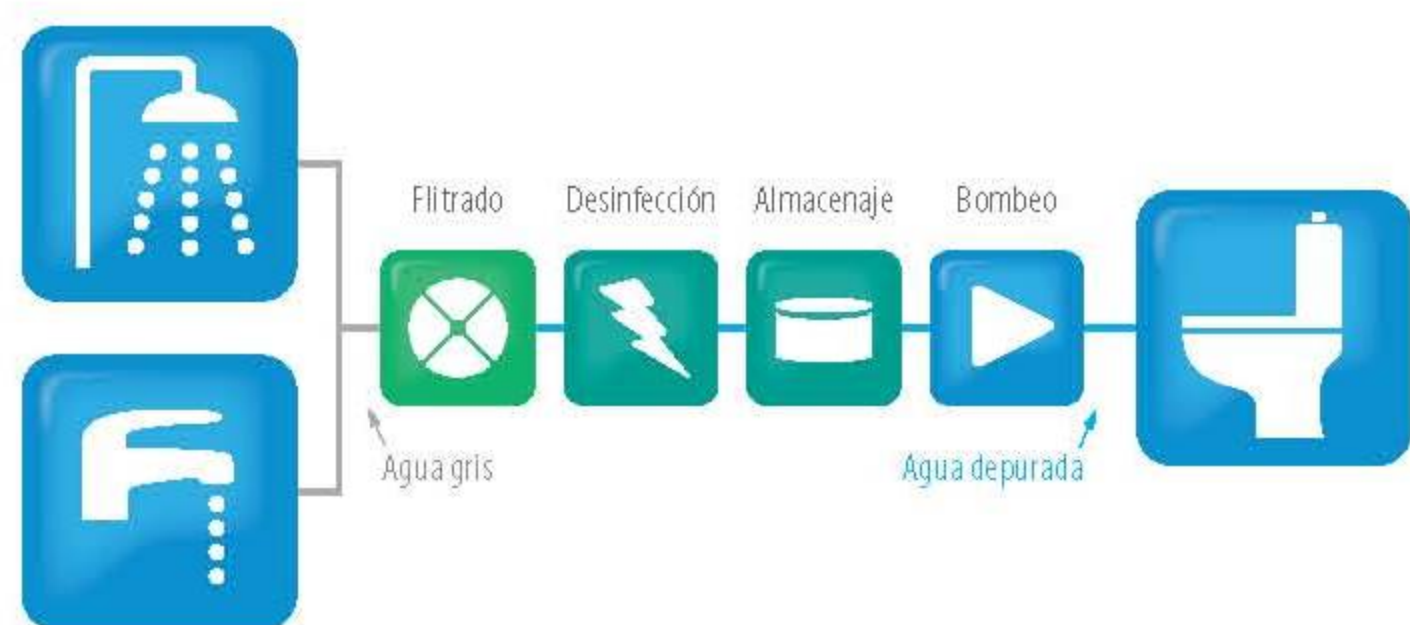 Flitrado
Desinfección
Almacenaje
Bombeo
Agua gris
Agua depurada